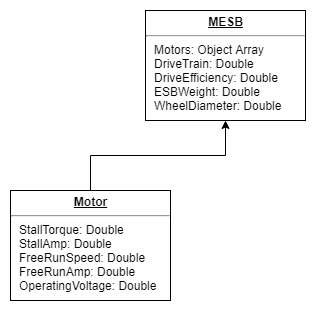 MESB
Motors: Object Array
DriveTrain: Double
DriveEfficiency: Double
ESBWeight: Double
WheelDiameter: Double
Motor
StallTorque: Double
StallAmp: Double
FreeRunSpeed: Double
FreeRunAmp: Double
OperatingVoltage: Double